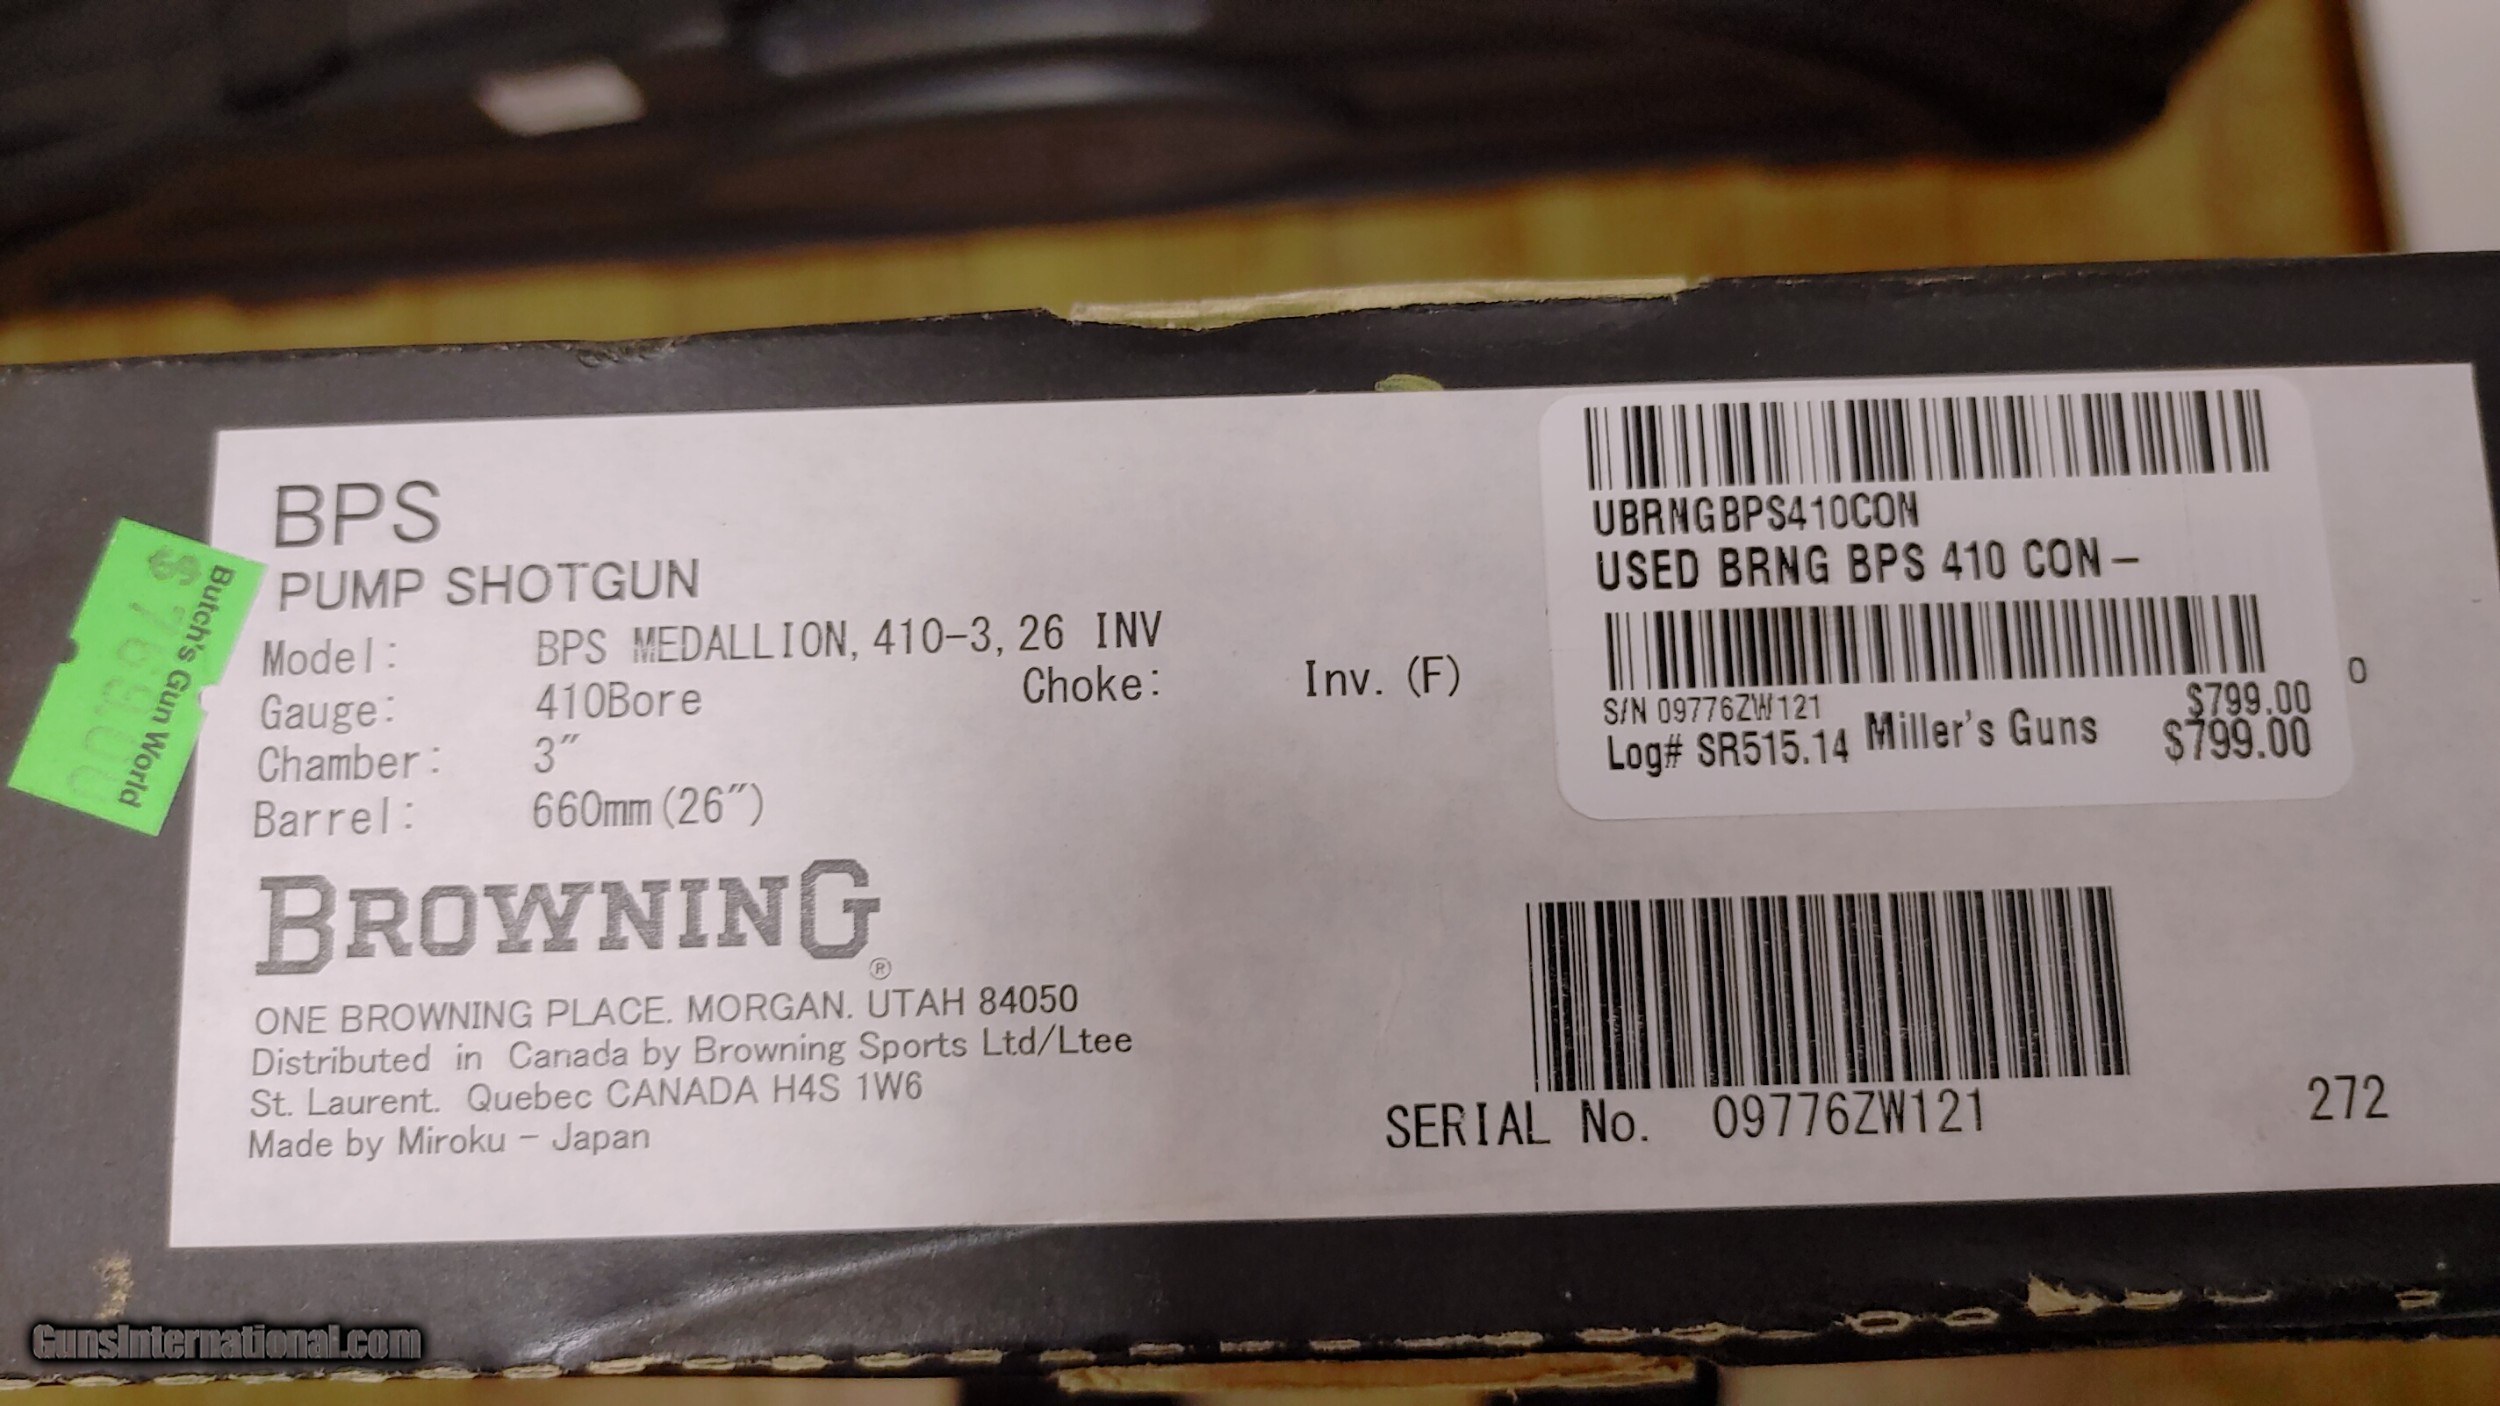 BPS
PUMP SHOTGUN
Model: BPS MEDALLION, 410-3, 26 INV
Gauge: 410Bore Choke: Inv. (F)
Chamber: 3"
Barrel: 660mm(26")
BROWNING®
ONE BROWNING PLACE. MORGAN. UTAH 84050
Distributed in Canada by Browning Sports Ltd/Ltee
St. Laurent. Quebec CANADA H4S 1W6
Made by Miroku - Japan
UBRNGBPS410CON
USED BRNG BPS 410 CON –
S/N 09776ZW121 $799.00
Log# SR515.14 Miller's Guns $799.00
0
SERIAL No. 09776ZW121
272
Butch's Gun World
GunsInternational.com